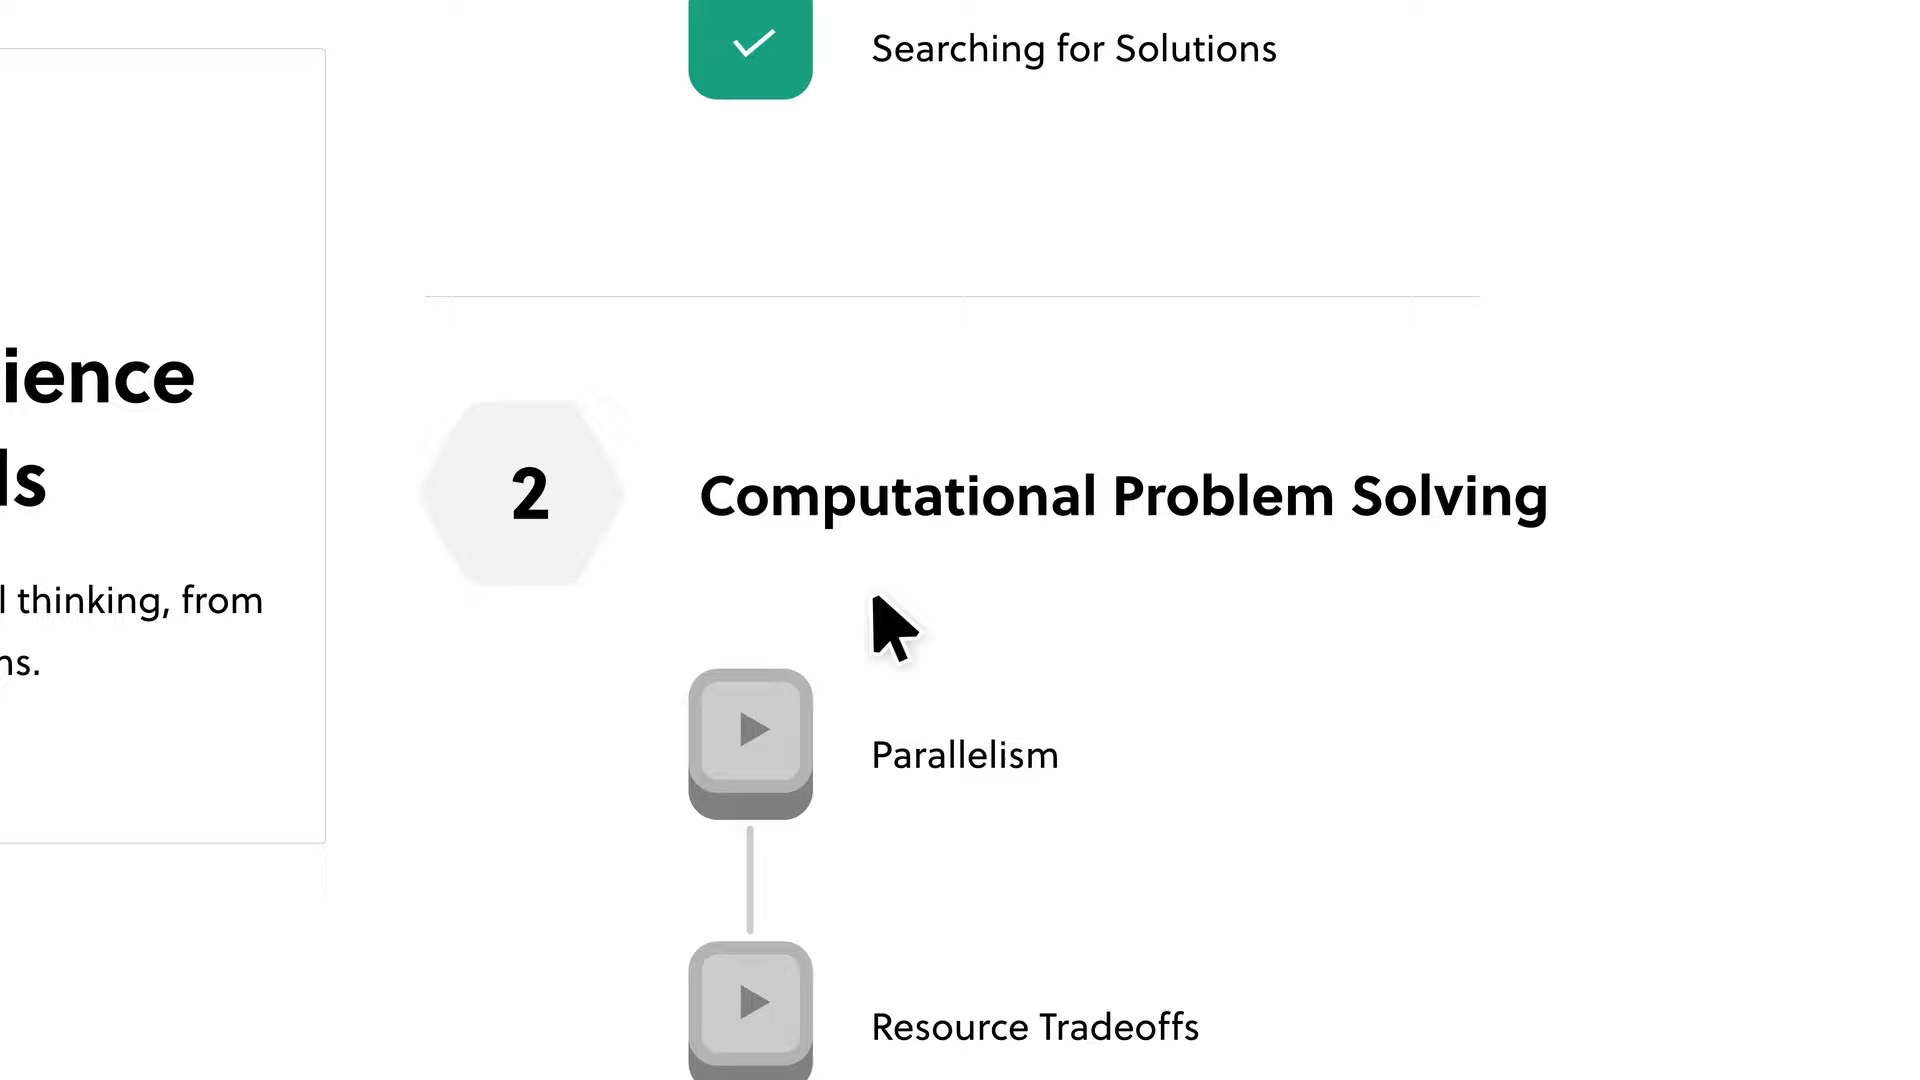 Searching for Solutions
ience
ls
2
Computational Problem Solving
l thinking, from
ns.
Parallelism
Resource Tradeoffs